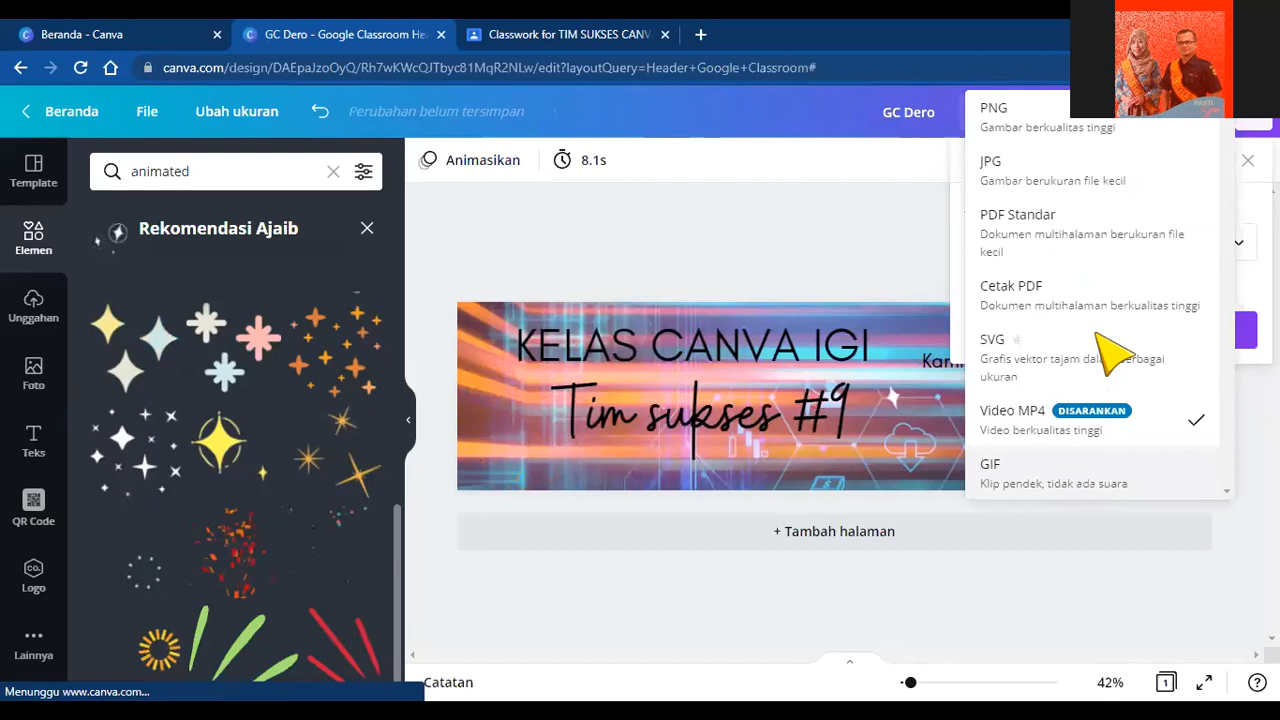 Beranda - Canva
GC Dero - Google Classroom He
Classwork for TIM SUKSES CANV
canva.com/design/DAEpaJzoOyQ/Rh7wKWcQJTbyc81MqR2NLw/edit?layoutQuery=Header+Google+Classroom#
Beranda
File
Ubah ukuran
Perubahan belum tersimpan
GC Dero
PASTI
Template
Elemen
Unggahan
Foto
Teks
QR Code
Logo
Lainnya
animated
Rekomendasi Ajaib
Animasikan
8.1s
KELAS CANVA IGI
Tim sukses #9
Kami
+ Tambah halaman
PNG
Gambar berkualitas tinggi
JPG
Gambar berukuran file kecil
PDF Standar
Dokumen multihalaman berukuran file
kecil
Cetak PDF
Dokumen multihalaman berkualitas tinggi
SVG
Grafis vektor tajam berbagai
ukuran
Video MP4 DISARANKAN
Video berkualitas tinggi
GIF
Klip pendek, tidak ada suara
Menunggu www.canva.com...
Catatan
42%
1